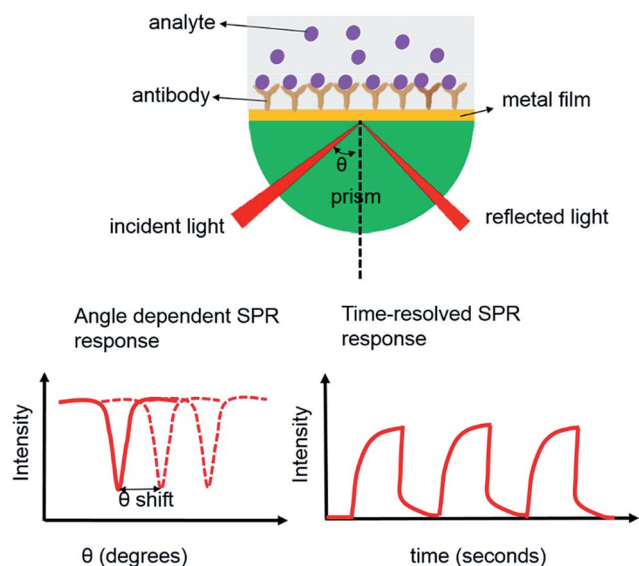 analyte
antibody
metal film
θ
prism
incident light
reflected light
Angle dependent SPR
response
Time-resolved SPR
response
Intensity
θ shift
θ (degrees)
Intensity
time (seconds)